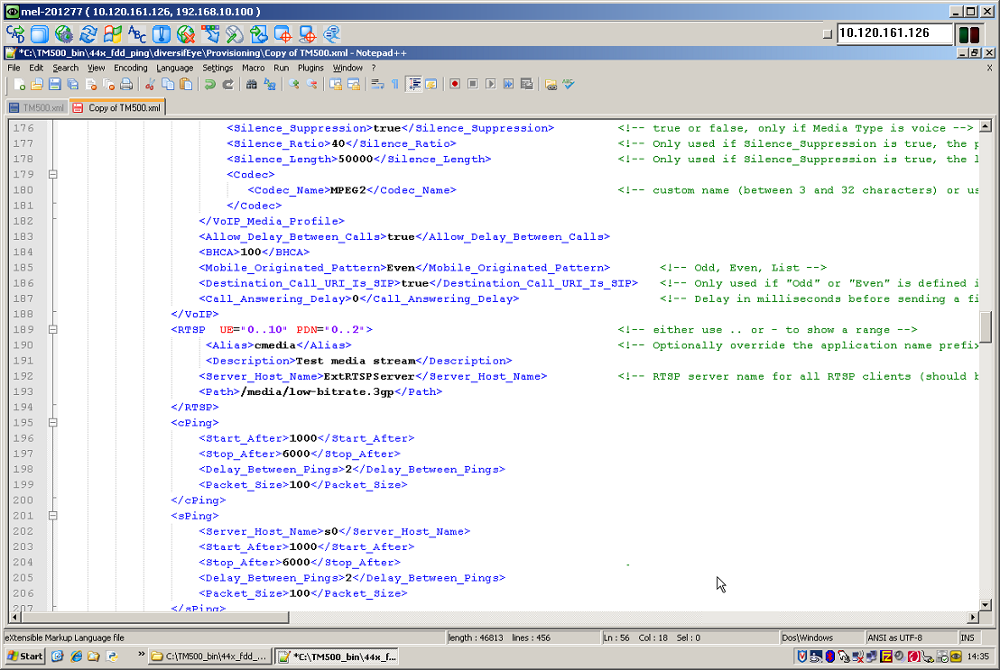 mel-201277 ( 10.120.161.126, 192.168.10.100 )
10.120.161.126
*C:\TM500_bin\44x_fdd_ping\diversifEye\Provisioning\Copy of TM500.xml - Notepad++
File Edit Search View Encoding Language Settings Macro Run Plugins Window ? X
TM500.xml Copy of TM500.xml
176 <Silence_Suppression>true</Silence_Suppression> <!-- true or false, only if Media Type is voice -->
177 <Silence_Ratio>40</Silence_Ratio> <!-- Only used if Silence_Suppression is true, the p
178 <Silence_Length>50000</Silence_Length> <!-- Only used if Silence_Suppression is true, the l
179 <Codec>
180 <Codec_Name>MPEG2</Codec_Name> <!-- custom name (between 3 and 32 characters) or us
181 </Codec>
182 </VoIP_Media_Profile>
183 <Allow_Delay_Between_Calls>true</Allow_Delay_Between_Calls>
184 <BHCA>100</BHCA>
185 <Mobile_Originated_Pattern>Even</Mobile_Originated_Pattern> <!-- Odd, Even, List -->
186 <Destination_Call_URI_Is_SIP>true</Destination_Call_URI_Is_SIP> <!-- Only used if "Odd" or "Even" is defined i
187 <Call_Answering_Delay>0</Call_Answering_Delay> <!-- Delay in milliseconds before sending a fi
188 </VoIP>
189 <RTSP UE="0..10" PDN="0..2"> <!-- either use .. or - to show a range -->
190 <Alias>cmedia</Alias> <!-- Optionally override the application name prefix
191 <Description>Test media stream</Description>
192 <Server_Host_Name>ExtRTSPServer</Server_Host_Name> <!-- RTSP server name for all RTSP clients (should b
193 <Path>/media/low-bitrate.3gp</Path>
194 </RTSP>
195 <cPing>
196 <Start_After>1000</Start_After>
197 <Stop_After>6000</Stop_After>
198 <Delay_Between_Pings>2</Delay_Between_Pings>
199 <Packet_Size>100</Packet_Size>
200 </cPing>
201 <sPing>
202 <Server_Host_Name>s0</Server_Host_Name>
203 <Start_After>1000</Start_After>
204 <Stop_After>6000</Stop_After>
205 <Delay_Between_Pings>2</Delay_Between_Pings>
206 <Packet_Size>100</Packet_Size>
207 </sPing>
eXtensible Markup Language file length : 46813 lines : 456 Ln : 56 Col : 18 Sel : 0 Dos\Windows ANSI as UTF-8 INS
Start » C:\TM500_bin\44x_fdd_... *C:\TM500_bin\44x_f... 14:35